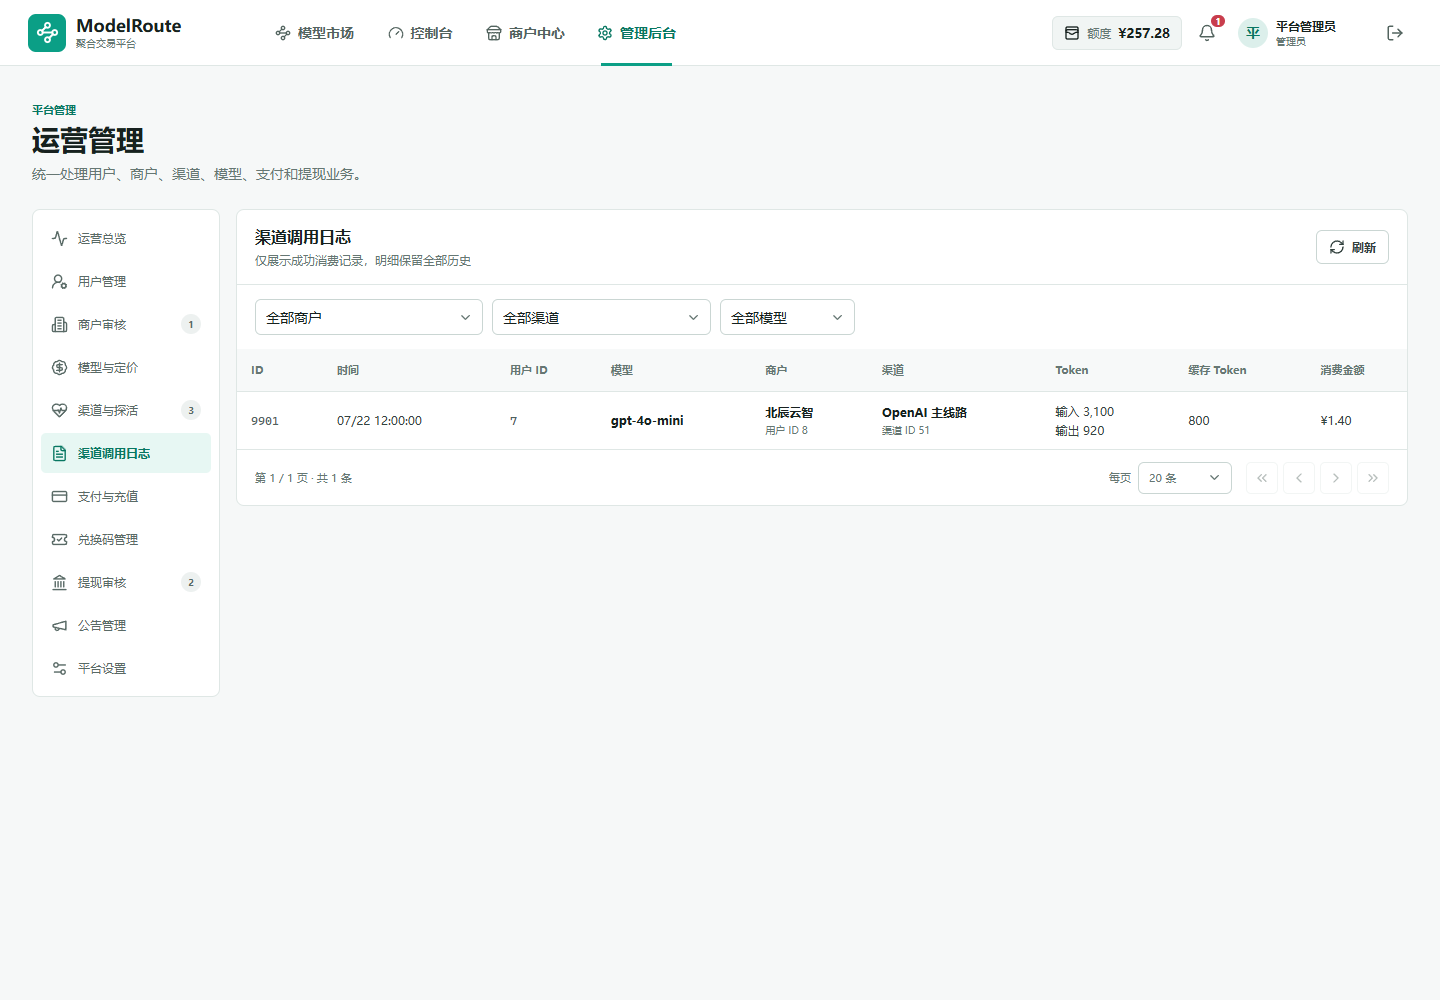 ModelRoute
聚合交易平台
模型市场
控制台
商户中心
管理后台
额度 ¥257.28
1
平
平台管理员
管理员
平台管理
运营管理
统一处理用户、商户、渠道、模型、支付和提现业务。
运营总览
用户管理
商户审核 1
模型与定价
渠道与探活 3
渠道调用日志
支付与充值
兑换码管理
提现审核 2
公告管理
平台设置
渠道调用日志
仅展示成功消费记录，明细保留全部历史
刷新
全部商户
全部渠道
全部模型
ID 时间 用户 ID 模型 商户 渠道 Token 缓存 Token 消费金额
9901 07/22 12:00:00 7 gpt-4o-mini 北辰云智 OpenAI 主线路 输入 3,100 800 ¥1.40
用户 ID 8 渠道 ID 51 输出 920
第 1 / 1 页 · 共 1 条
每页 20 条